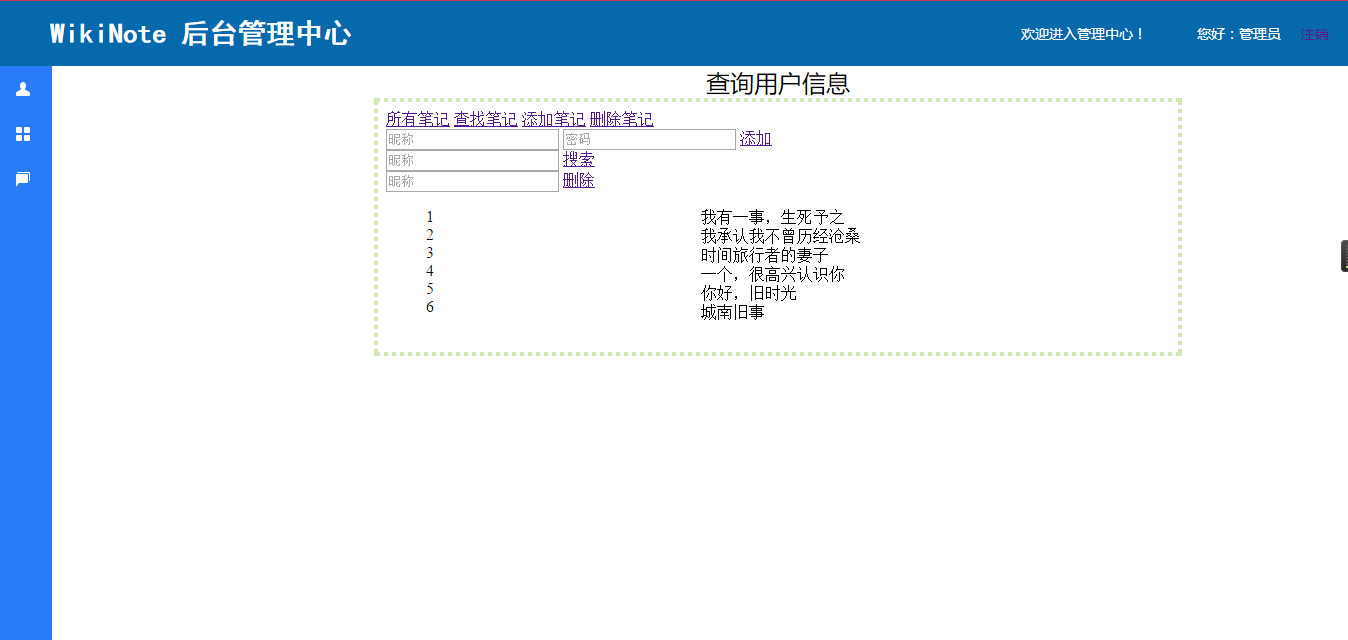 WikiNote 后台管理中心 欢迎进入管理中心！ 您好：管理员 注销
查询用户信息
所有笔记 查找笔记 添加笔记 删除笔记
昵称 密码 添加
昵称 搜索
昵称 删除
1 我有一事，生死予之
2 我承认我不曾历经沧桑
3 时间旅行者的妻子
4 一个，很高兴认识你
5 你好，旧时光
6 城南旧事